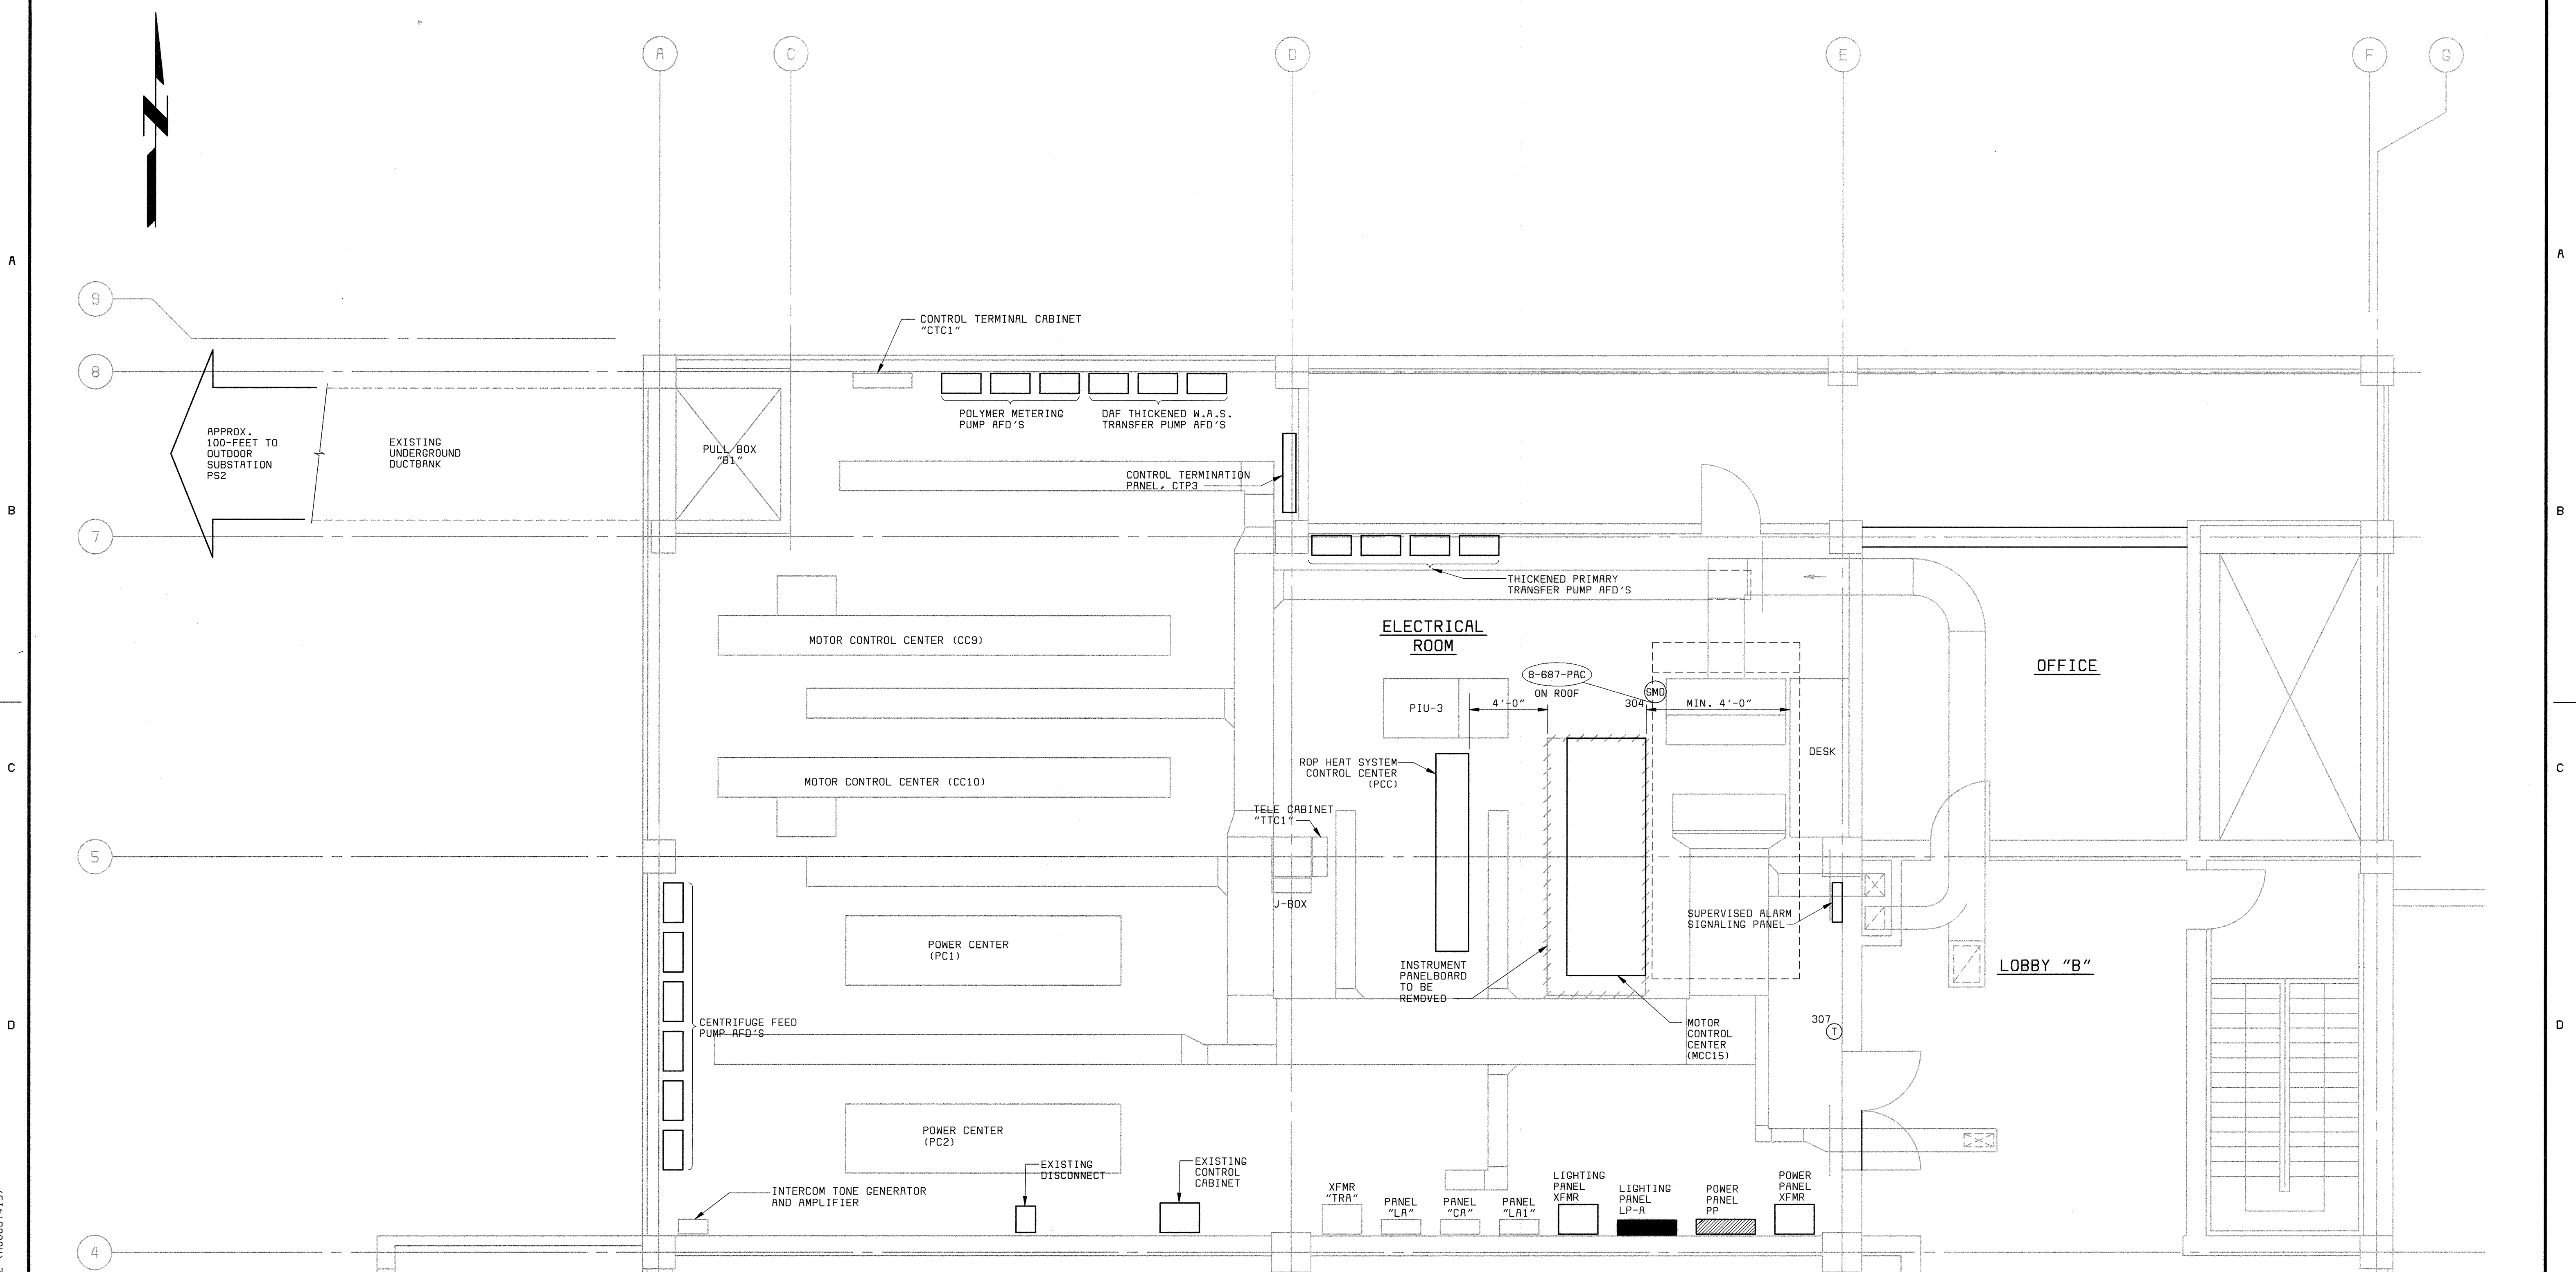 A
C
D
E
F
G
N
A
A
9
CONTROL TERMINAL CABINET
"CTC1"
8
POLYMER METERING
PUMP AFD'S
DAF THICKENED W.A.S.
TRANSFER PUMP AFD'S
APPROX.
100-FEET TO
OUTDOOR
SUBSTATION
PS2
EXISTING
UNDERGROUND
DUCTBANK
PULL BOX
"B1"
CONTROL TERMINATION
PANEL, CTP3
B
B
7
THICKENED PRIMARY
TRANSFER PUMP AFD'S
ELECTRICAL
ROOM
MOTOR CONTROL CENTER (CC9)
OFFICE
8-687-PAC
ON ROOF
SMD
304
PIU-3
4'-0"
MIN. 4'-0"
DESK
C
C
ROP HEAT SYSTEM
CONTROL CENTER
(PCC)
MOTOR CONTROL CENTER (CC10)
TELE CABINET
"TTC1"
5
J-BOX
SUPERVISED ALARM
SIGNALING PANEL
POWER CENTER
(PC1)
INSTRUMENT
PANELBOARD
TO BE
REMOVED
LOBBY "B"
D
D
CENTRIFUGE FEED
PUMP AFD'S
MOTOR
CONTROL
CENTER
(MCC15)
307
T
POWER CENTER
(PC2)
EXISTING
DISCONNECT
EXISTING
CONTROL
CABINET
INTERCOM TONE GENERATOR
AND AMPLIFIER
XFMR
"TRA"
PANEL
"LA"
PANEL
"CA"
PANEL
"LA1"
LIGHTING
PANEL
XFMR
LIGHTING
PANEL
LP-A
POWER
PANEL
PP
POWER
PANEL
XFMR
4